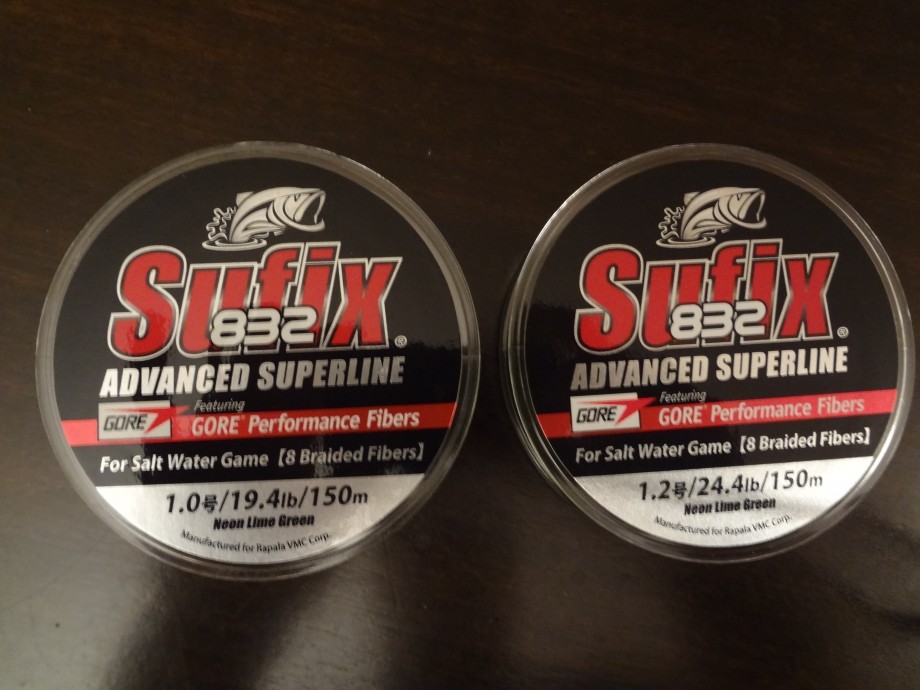 Sufix
832
®
ADVANCED SUPERLINE
GORE
Featuring
GORE® Performance Fibers
For Salt Water Game【8 Braided Fibers】
1.0号/19.4lb/150m
Neon Lime Green
Manufactured for Rapala VMC Corp.
Sufix
832
®
ADVANCED SUPERLINE
GORE
Featuring
GORE® Performance Fibers
For Salt Water Game【8 Braided Fibers】
1.2号/24.4lb/150m
Neon Lime Green
Manufactured for Rapala VMC Corp.